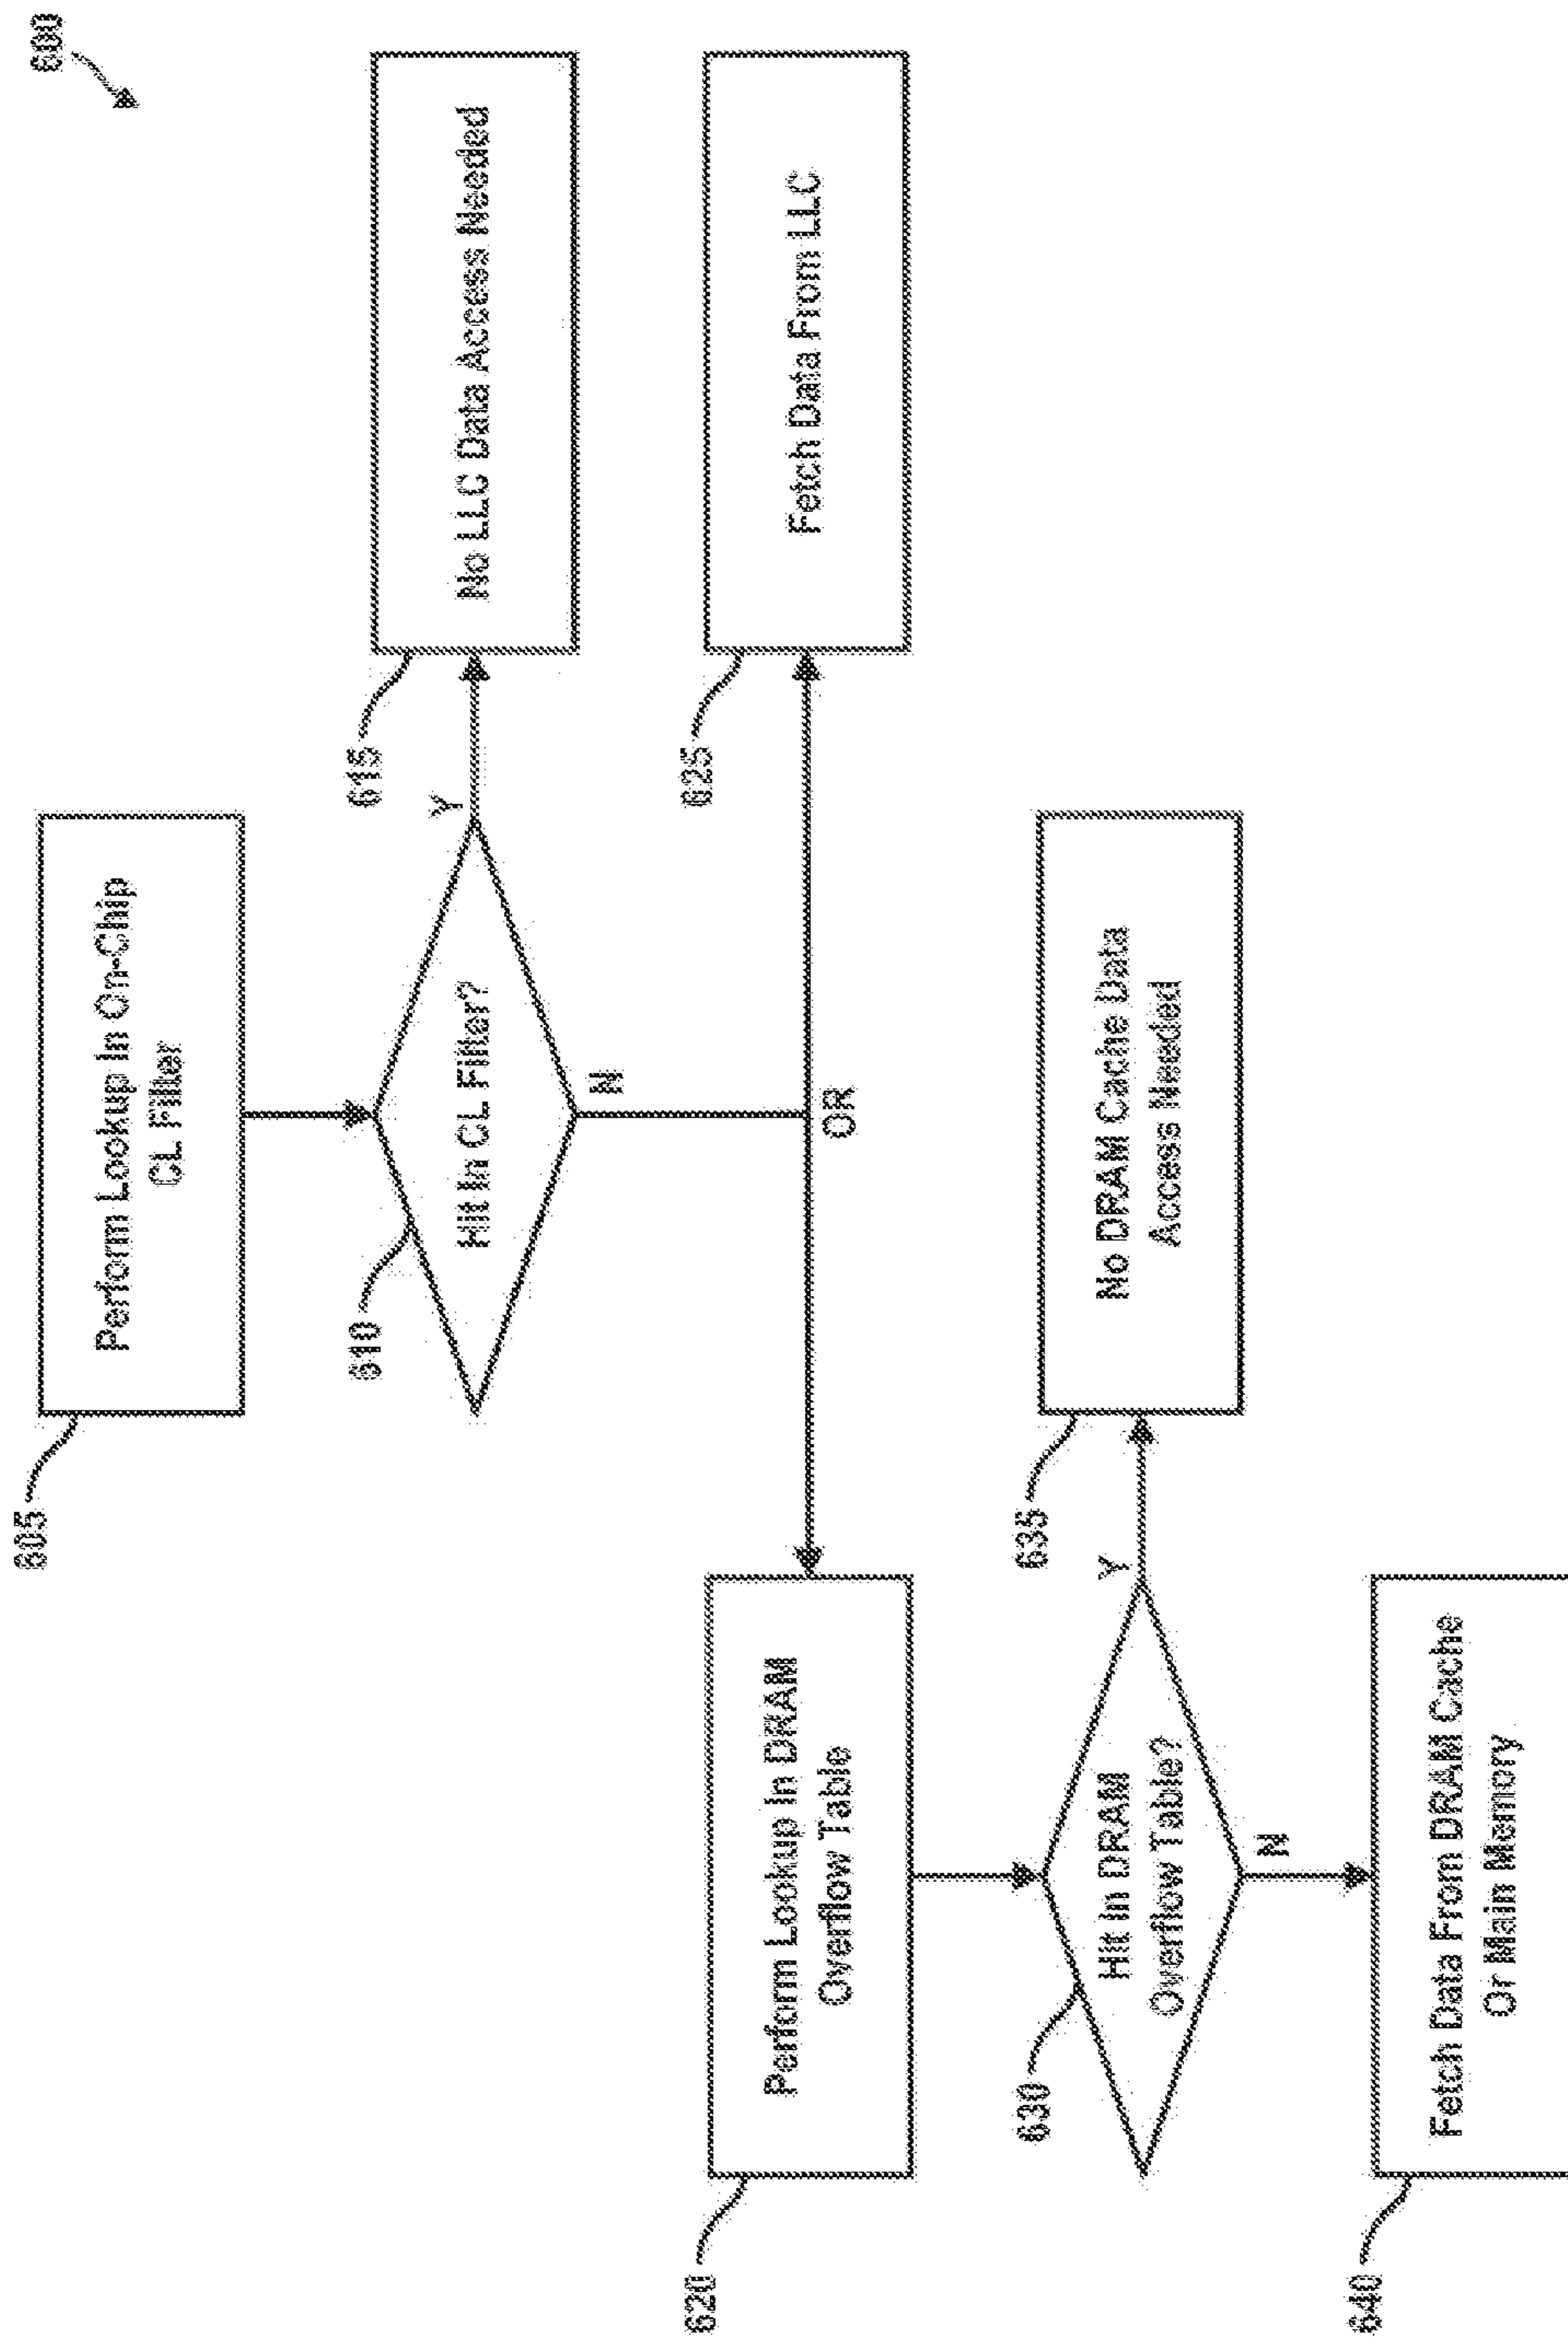 600
605
Perform Lookup In On-Chip
CL Filter
610
Hit In CL Filter?
Y
615
No LLC Data Access Needed
N
OR
625
Fetch Data From LLC
620
Perform Lookup In DRAM
Overflow Table
630
Hit In DRAM
Overflow Table?
Y
635
No DRAM Cache Data
Access Needed
N
640
Fetch Data From DRAM Cache
Or Main Memory